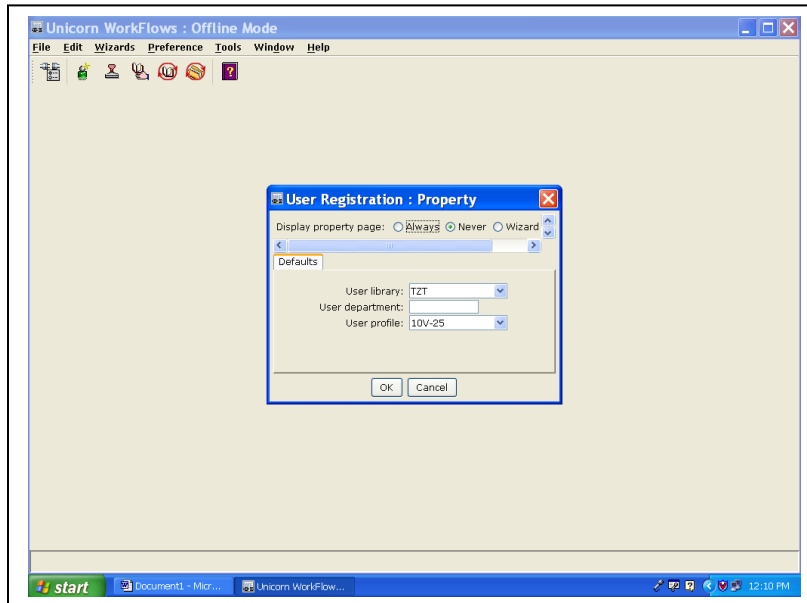 Unicorn WorkFlows : Offline Mode
File Edit Wizards Preference Tools Window Help
?
User Registration : Property
Display property page: Always Never Wizard
Defaults
User library: TZT
User department:
User profile: 10V-25
OK Cancel
start Document1 - Micr... Unicorn WorkFlow... 12:10 PM